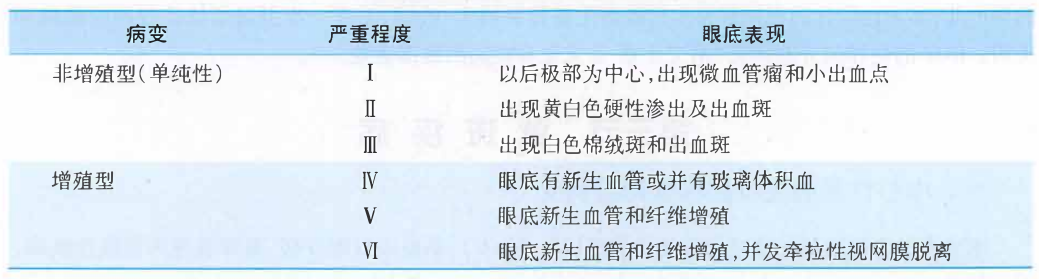 病变 严重程度 眼底表现
非增殖型(单纯性) Ⅰ 以后极部为中心,出现微血管瘤和小出血点
Ⅱ 出现黄白色硬性渗出及出血斑
Ⅲ 出现白色棉绒斑和出血斑
增殖型 Ⅳ 眼底有新生血管或并有玻璃体积血
Ⅴ 眼底新生血管和纤维增殖
Ⅵ 眼底新生血管和纤维增殖,并发牵拉性视网膜脱离